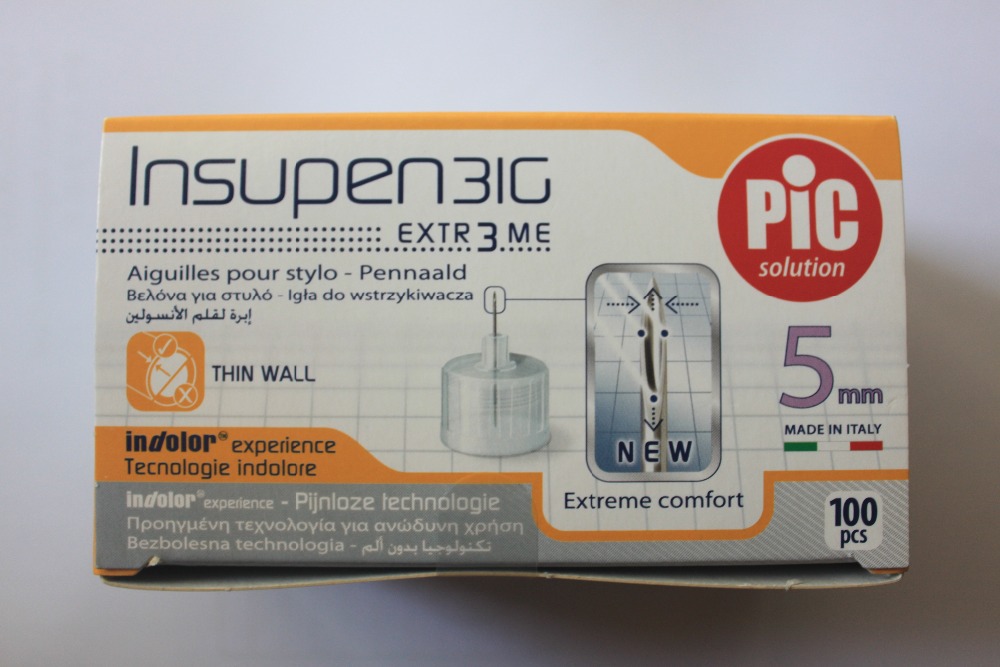 INSUPEN 31G
EXTR3ME
Aiguilles pour stylo - Pennaald
Βελόνα για στυλό - Igła do wstrzykiwacza
إبرة لقلم الأنسولين
THIN WALL
indolor™ experience
Tecnologie indolore
indolor® experience - Pijnloze technologie
Προηγμένη τεχνολογία για ανώδυνη χρήση
Bezbolesna technologia - تكنولوجيا بدون ألم
NEW
Extreme comfort
PiC
solution
5mm
MADE IN ITALY
100
pcs